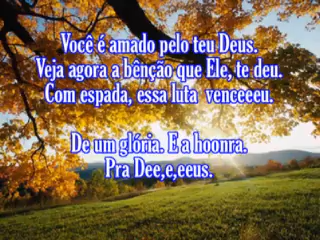 Você é amado pelo teu Deus.
Veja agora a bênção que Ele, te deu.
Com espada, essa luta venceeeu.
De um glória. E a hoonra.
Pra Dee,e,eeus.